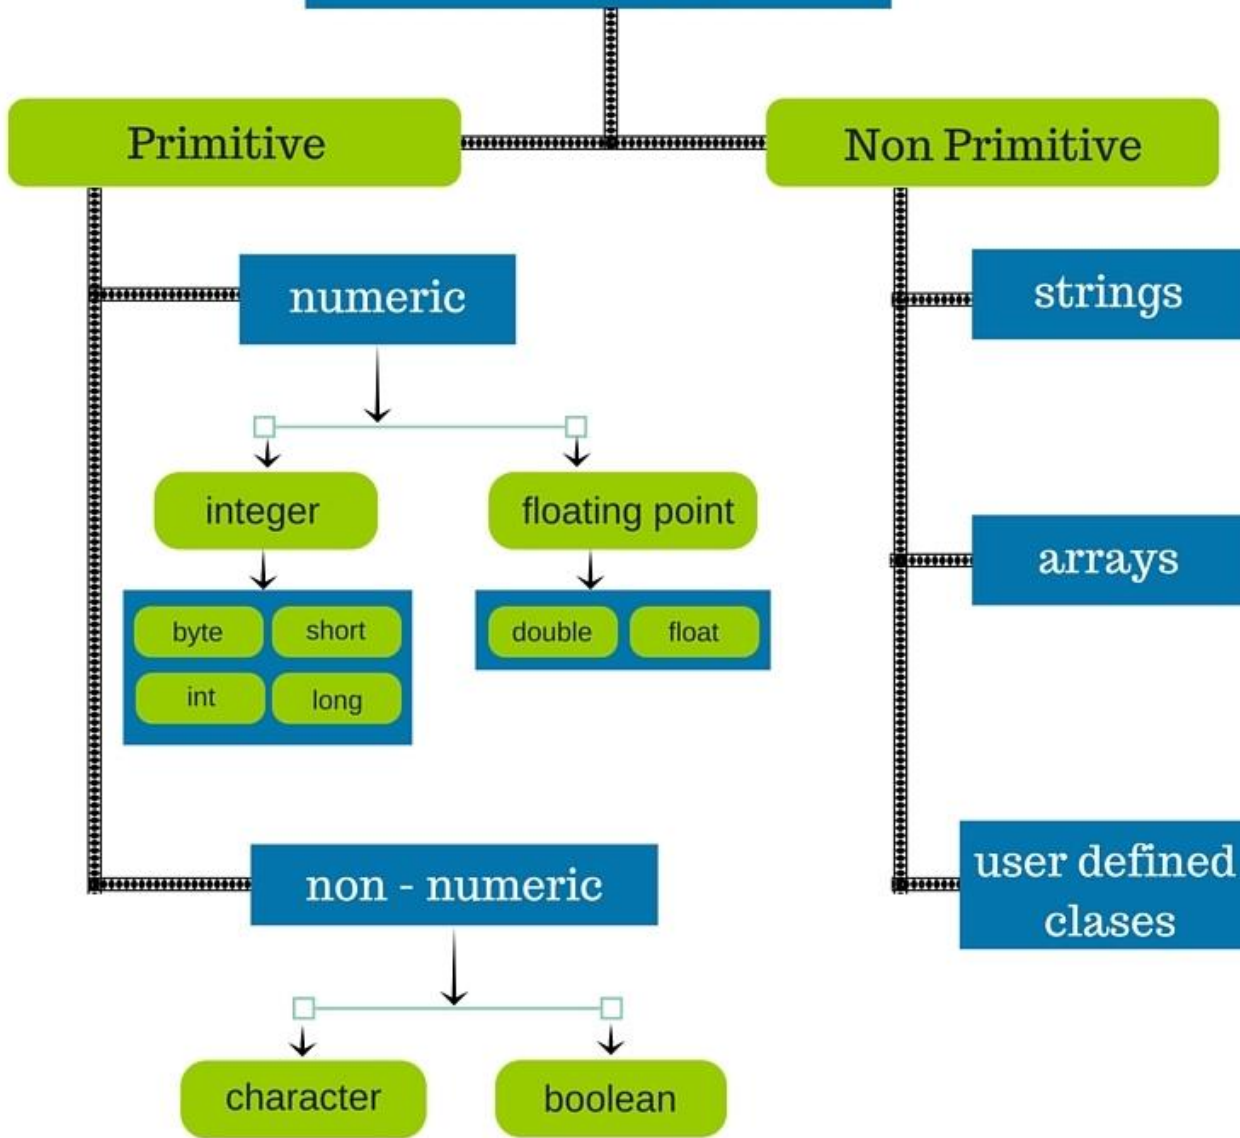 Primitive
Non Primitive
numeric
strings
integer
floating point
arrays
byte
short
double
float
int
long
non - numeric
user defined
clases
character
boolean